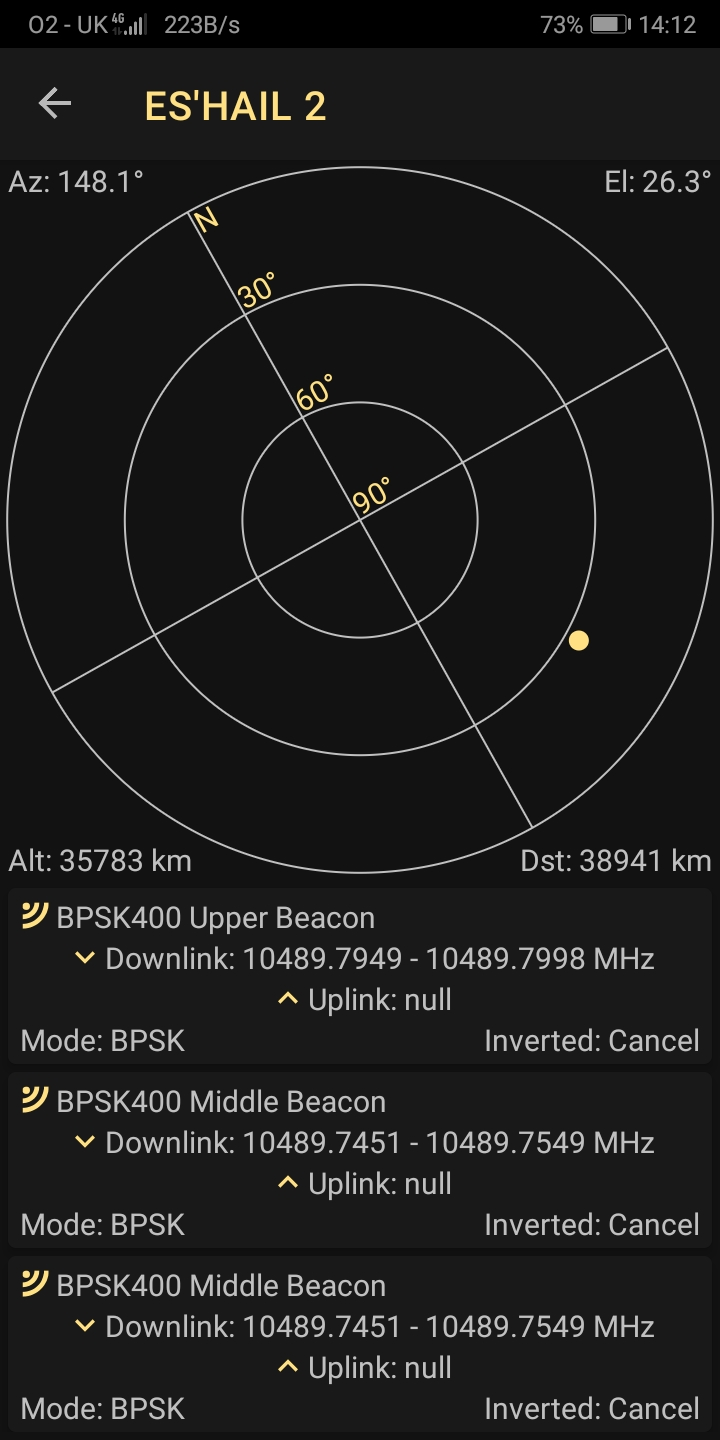 O2 - UK 4G 223B/s 73% 14:12
ES'HAIL 2
Az: 148.1° El: 26.3°
N
30°
60°
90°
Alt: 35783 km Dst: 38941 km
BPSK400 Upper Beacon
Downlink: 10489.7949 - 10489.7998 MHz
Uplink: null
Mode: BPSK Inverted: Cancel
BPSK400 Middle Beacon
Downlink: 10489.7451 - 10489.7549 MHz
Uplink: null
Mode: BPSK Inverted: Cancel
BPSK400 Middle Beacon
Downlink: 10489.7451 - 10489.7549 MHz
Uplink: null
Mode: BPSK Inverted: Cancel